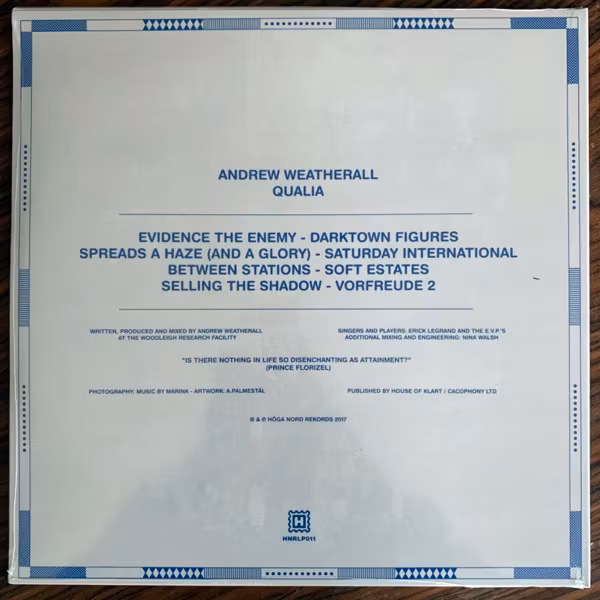 ANDREW WEATHERALL
QUALIA
EVIDENCE THE ENEMY - DARKTOWN FIGURES
SPREADS A HAZE (AND A GLORY) - SATURDAY INTERNATIONAL
BETWEEN STATIONS - SOFT ESTATES
SELLING THE SHADOW - VORFREUDE 2
WRITTEN, PRODUCED AND MIXED BY ANDREW WEATHERALL
AT THE WOODLEIGH RESEARCH FACILITY
SINGERS AND PLAYERS: ERICK LEGRAND AND THE E.V.P.'S
ADDITIONAL MIXING AND ENGINEERING: NINA WALSH
"IS THERE NOTHING IN LIFE SO DISENCHANTING AS ATTAINMENT?"
(PRINCE FLORIZEL)
PHOTOGRAPHY: MUSIC BY MARINA - ARTWORK: A.PALMESTÅL
PUBLISHED BY HOUSE OF KLART / CACOPHONY LTD
© & ℗ HÖGA NORD REKORDS 2017
H
HNRLP011